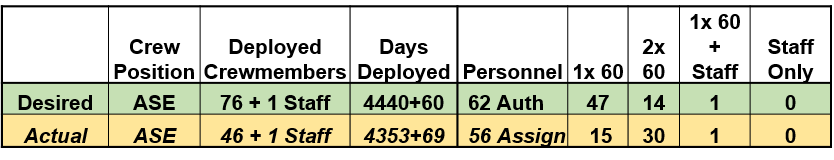 Crew Position Deployed Crewmembers Days Deployed Personnel 1x 60 2x 60 1x 60 + Staff Staff Only
Desired ASE 76 + 1 Staff 4440+60 62 Auth 47 14 1 0
Actual ASE 46 + 1 Staff 4353+69 56 Assign 15 30 1 0